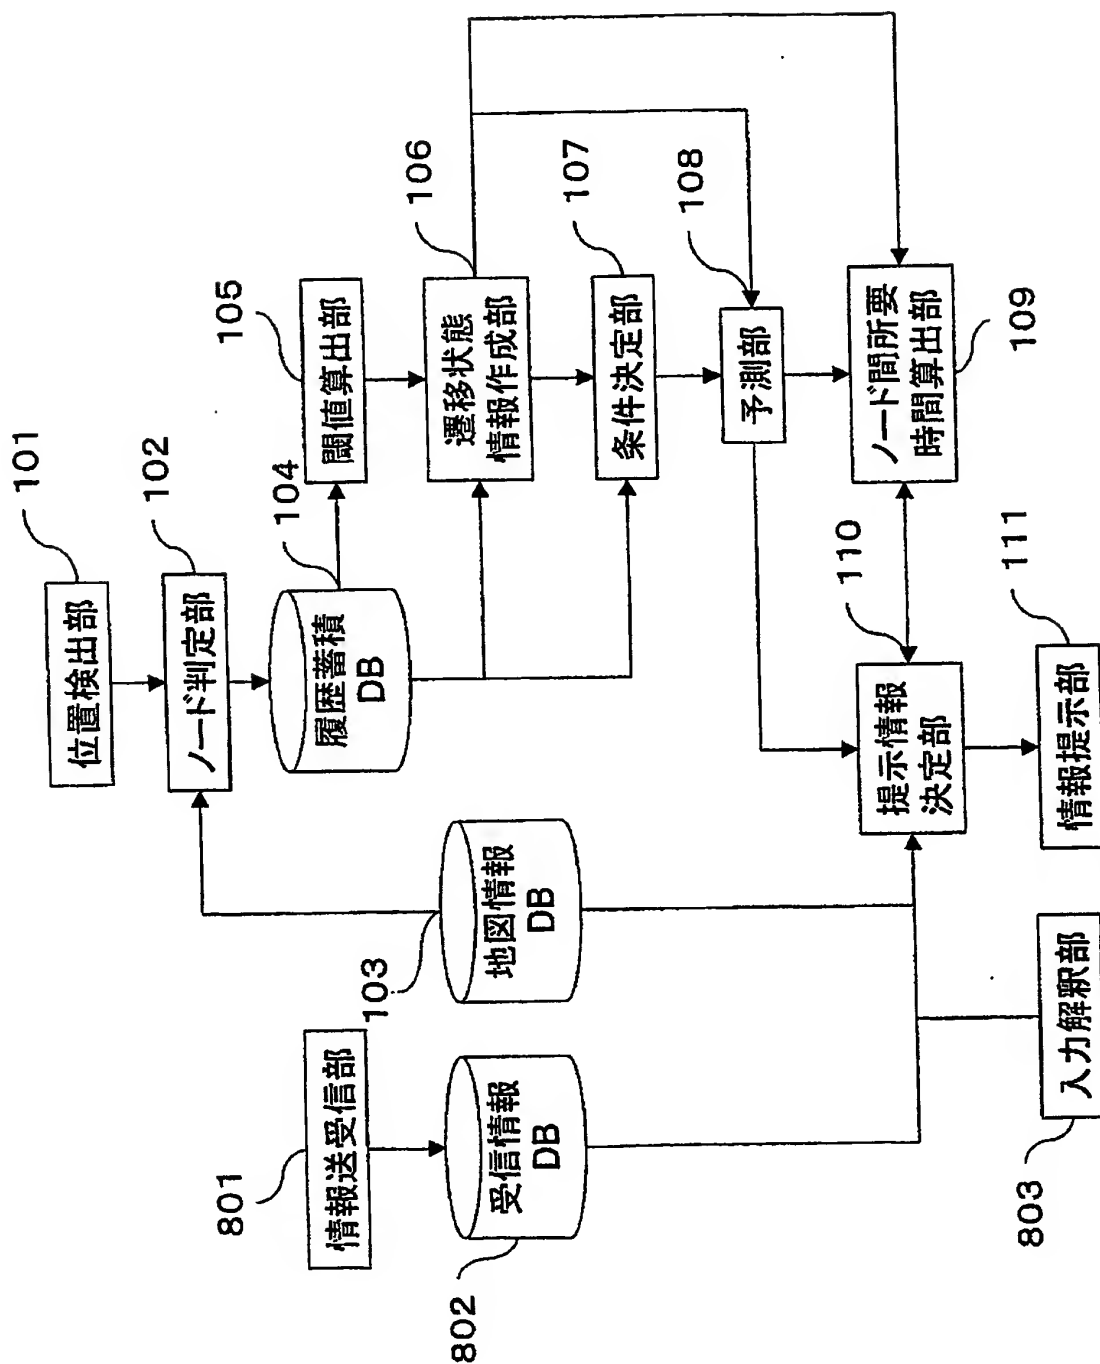 101
位置検出部
102
ノード判定部
104
履歴蓄積
DB
105
閾値算出部
106
遷移状態
情報作成部
107
条件決定部
108
予測部
ノード間所要
時間算出部
109
103
地図情報
DB
801
情報送受信部
受信情報
DB
802
110
提示情報
決定部
111
情報提示部
入力解釈部
803